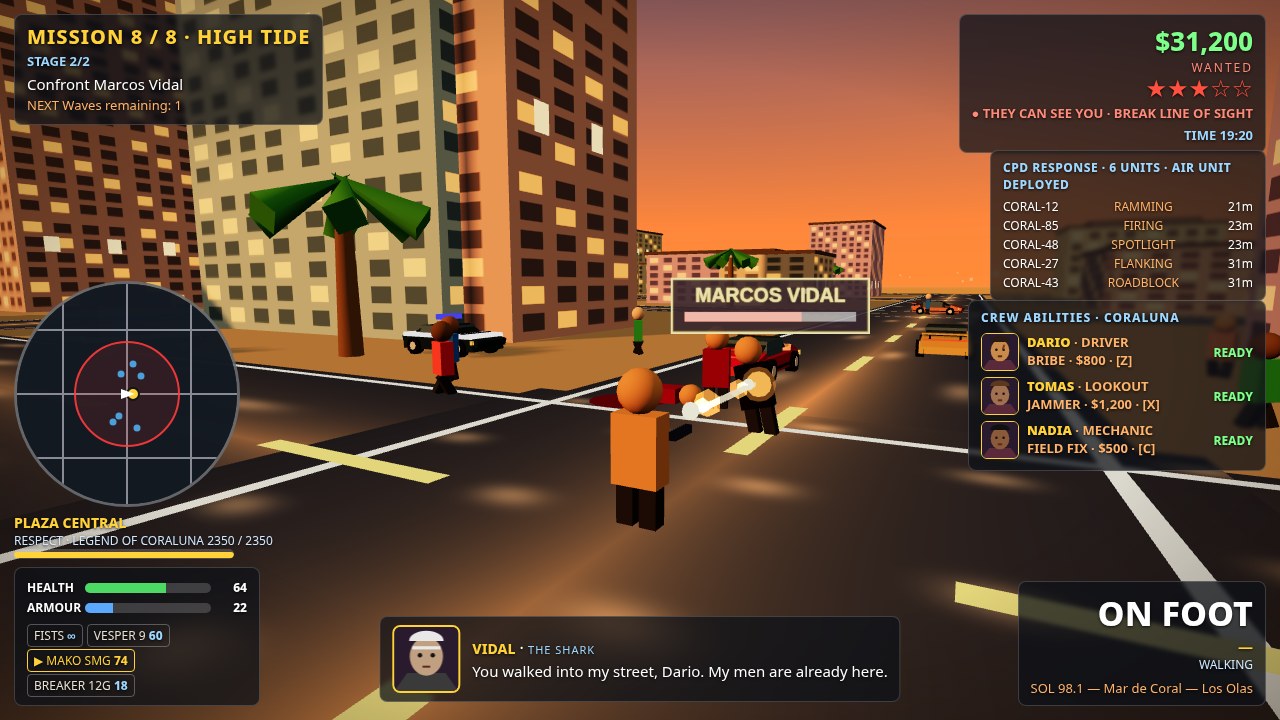 MISSION 8 / 8 · HIGH TIDE
STAGE 2/2
Confront Marcos Vidal
NEXT Waves remaining: 1
$31,200
WANTED
★★★☆☆
● THEY CAN SEE YOU · BREAK LINE OF SIGHT
TIME 19:20
CPD RESPONSE · 6 UNITS · AIR UNIT
DEPLOYED
CORAL-12 RAMMING 21m
CORAL-85 FIRING 23m
CORAL-48 SPOTLIGHT 23m
CORAL-27 FLANKING 31m
CORAL-43 ROADBLOCK 31m
CREW ABILITIES · CORALUNA
DARIO · DRIVER
BRIBE · $800 · [Z]
READY
TOMAS · LOOKOUT
JAMMER · $1,200 · [X]
READY
NADIA · MECHANIC
FIELD FIX · $500 · [C]
READY
MARCOS VIDAL
PLAZA CENTRAL
RESPECT · LEGEND OF CORALUNA 2350 / 2350
HEALTH 64
ARMOUR 22
FISTS ∞ VESPER 9 60
▶ MAKO SMG 74
BREAKER 12G 18
VIDAL · THE SHARK
You walked into my street, Dario. My men are already here.
ON FOOT
—
WALKING
SOL 98.1 — Mar de Coral — Los Olas